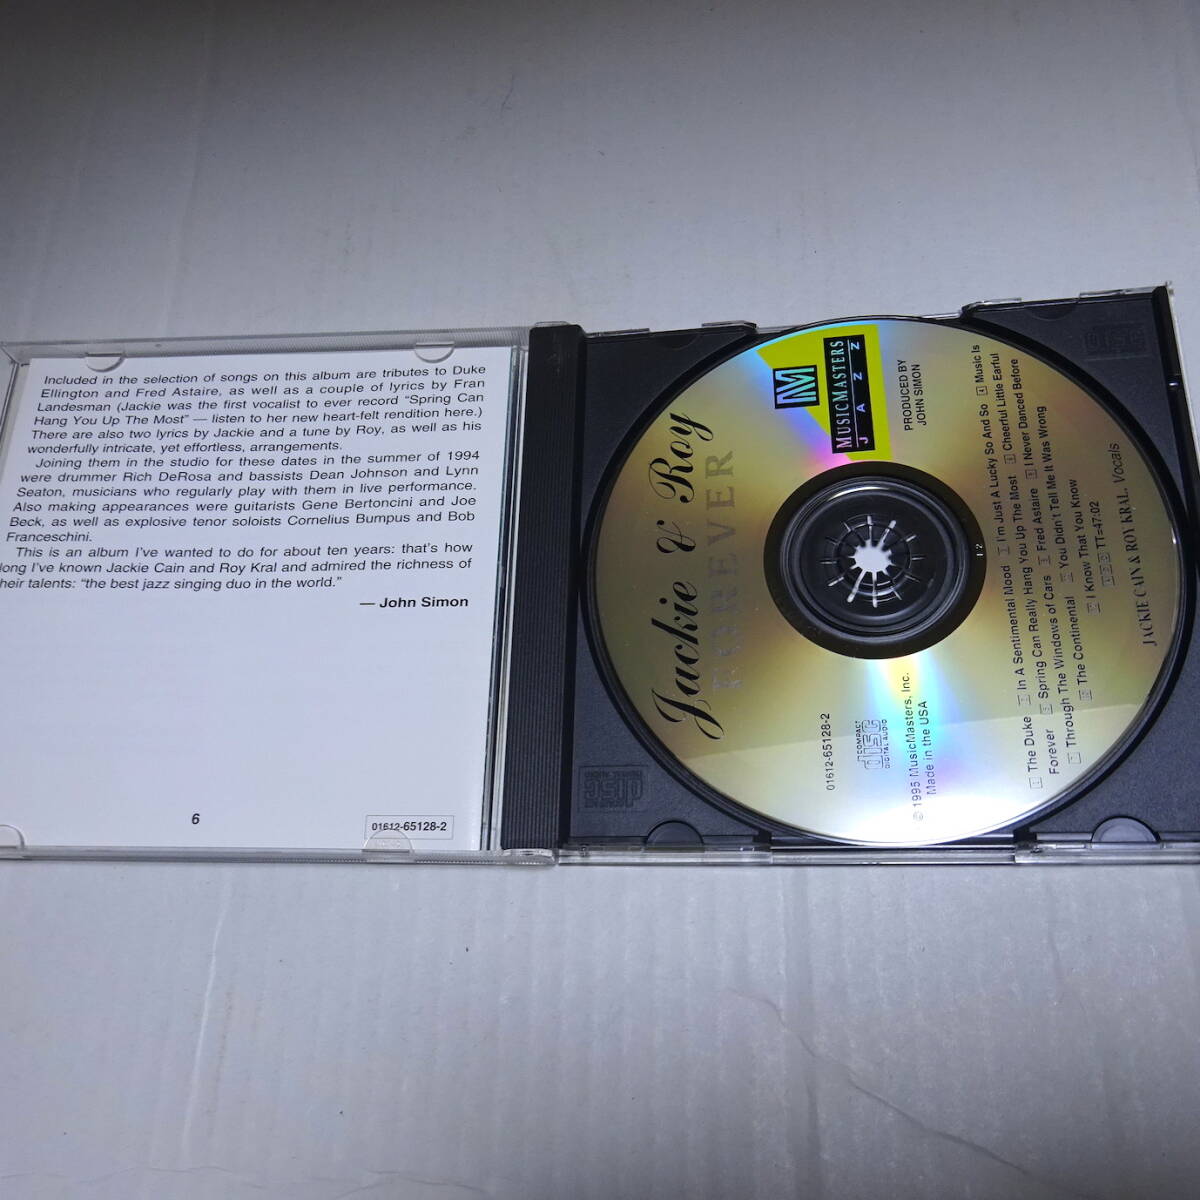 Included in the selection of songs on this album are tributes to Duke
Ellington and Fred Astaire, as well as a couple of lyrics by Fran
Landesman (Jackie was the first vocalist to ever record “Spring Can
Hang You Up The Most” — listen to her new heart-felt rendition here.)
There are also two lyrics by Jackie and a tune by Roy, as well as his
wonderfully intricate, yet effortless, arrangements.
Joining them in the studio for these dates in the summer of 1994
were drummer Rich DeRosa and bassists Dean Johnson and Lynn
Seaton, musicians who regularly play with them in live performance.
Also making appearances were guitarists Gene Bertoncini and Joe
Beck, as well as explosive tenor soloists Cornelius Bumpus and Bob
Franceschini.
This is an album I've wanted to do for about ten years: that's how
long I've known Jackie Cain and Roy Kral and admired the richness of
their talents: “the best jazz singing duo in the world.”
— John Simon
6
01612-65128-2
Jackie & Roy
FOREVER
M
MUSICMASTERS
JAZZ
PRODUCED BY
JOHN SIMON
01612-65128-2
COMPACT
disc
DIGITAL AUDIO
© 1995 MusicMasters, Inc.
Made in the USA
The Duke In A Sentimental Mood I'm Just A Lucky So And So Music Is
Forever Spring Can Really Hang You Up The Most Cheerful Little Earful
Through The Windows of Cars Fred Astaire I Never Danced Before
The Continental You Didn't Tell Me It Was Wrong
I Know That You Know
TT=47:02
JACKIE CAIN & ROY KRAL, Vocals